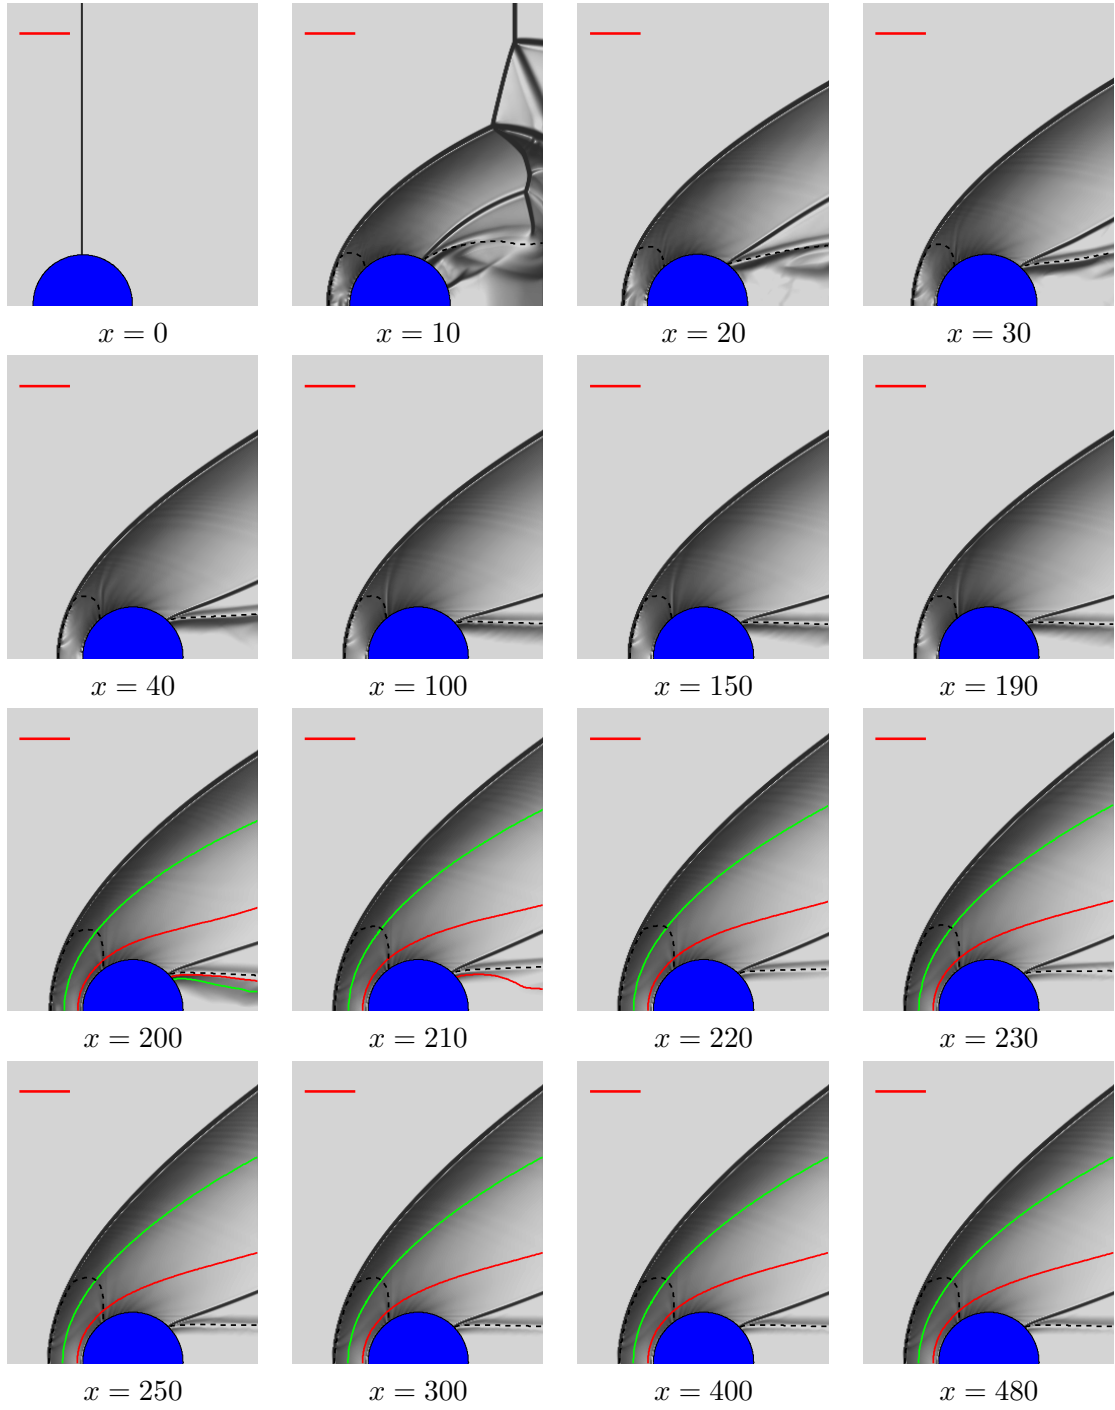 x = 0
x = 10
x = 20
x = 30
x = 40
x = 100
x = 150
x = 190
x = 200
x = 210
x = 220
x = 230
x = 250
x = 300
x = 400
x = 480